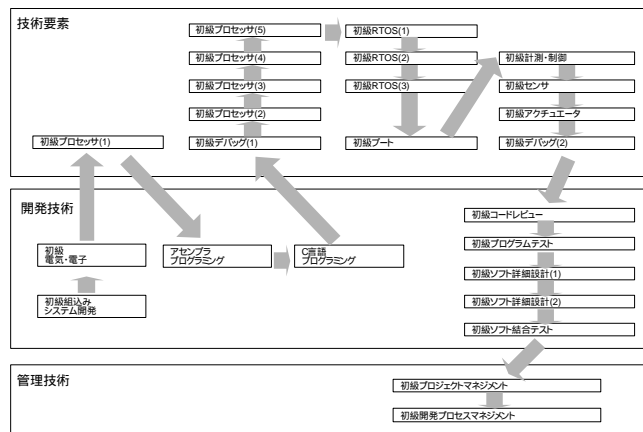 技術要素
初級プロセッサ(5)
初級RTOS(1)
初級プロセッサ(4)
初級RTOS(2)
初級計測・制御
初級プロセッサ(3)
初級RTOS(3)
初級センサ
初級プロセッサ(2)
初級アクチュエータ
初級プロセッサ(1)
初級デバッグ(1)
初級ブート
初級デバッグ(2)
開発技術
初級コードレビュー
初級プログラムテスト
初級
電気・電子
アセンブラ
プログラミング
C言語
プログラミング
初級ソフト詳細設計(1)
初級組込み
システム開発
初級ソフト詳細設計(2)
初級ソフト結合テスト
管理技術
初級プロジェクトマネジメント
初級開発プロセスマネジメント